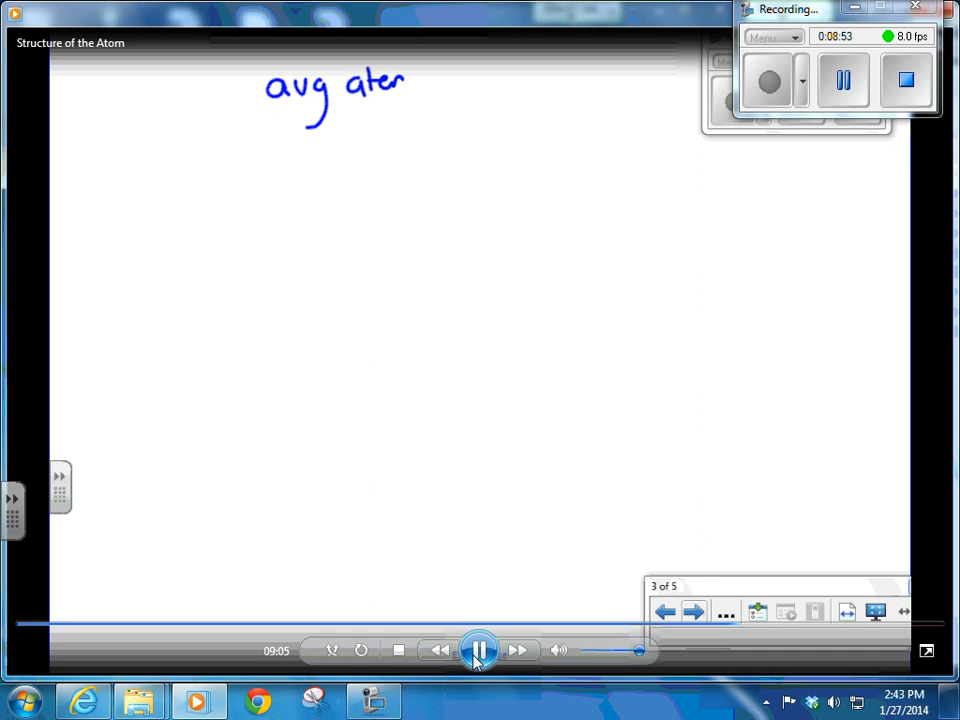 Recording...
Structure of the Atom
Menu
0:08:53
8.0 fps
avg ater
3 of 5
09:05
2:43 PM
1/27/2014